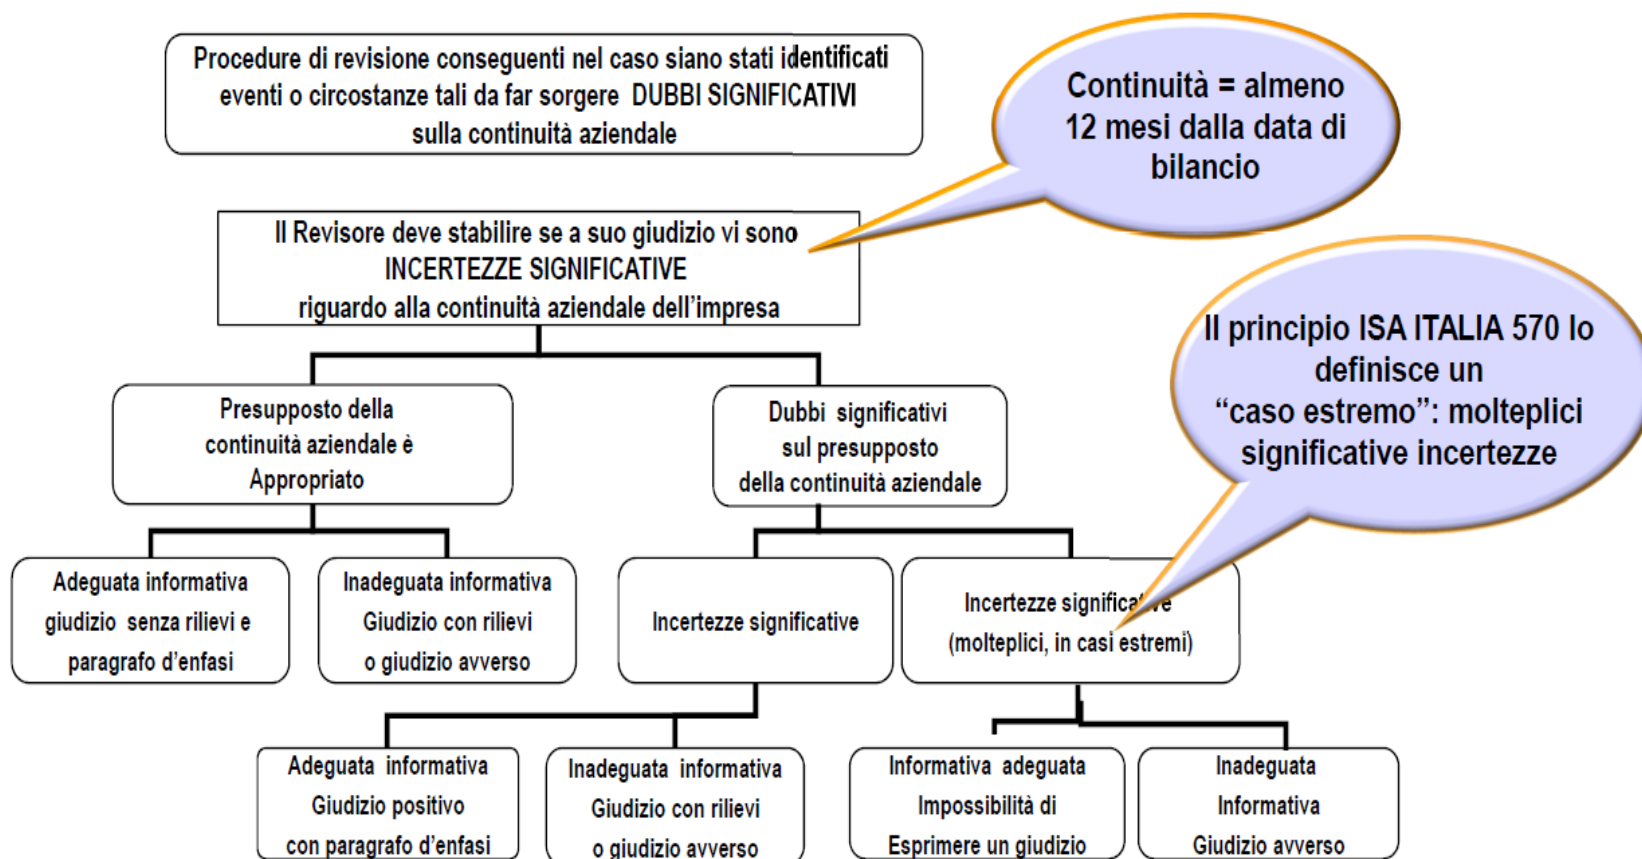 Procedure di revisione conseguenti nel caso siano stati identificati
eventi o circostanze tali da far sorgere DUBBI SIGNIFICATIVI
sulla continuità aziendale
Continuità = almeno
12 mesi dalla data di
bilancio
Il Revisore deve stabilire se a suo giudizio vi sono
INCERTEZZE SIGNIFICATIVE
riguardo alla continuità aziendale dell'impresa
Il principio ISA ITALIA 570 lo
definisce un
“caso estremo”: molteplici
significative incertezze
Presupposto della
continuità aziendale è
Appropriato
Dubbi significativi
sul presupposto
della continuità aziendale
Adeguata informativa
giudizio senza rilievi e
paragrafo d'enfasi
Inadeguata informativa
Giudizio con rilievi
o giudizio avverso
Incertezze significative
Incertezze significative
(molteplici, in casi estremi)
Adeguata informativa
Giudizio positivo
con paragrafo d'enfasi
Inadeguata informativa
Giudizio con rilievi
o giudizio avverso
Informativa adeguata
Impossibilità di
Esprimere un giudizio
Inadeguata
Informativa
Giudizio avverso